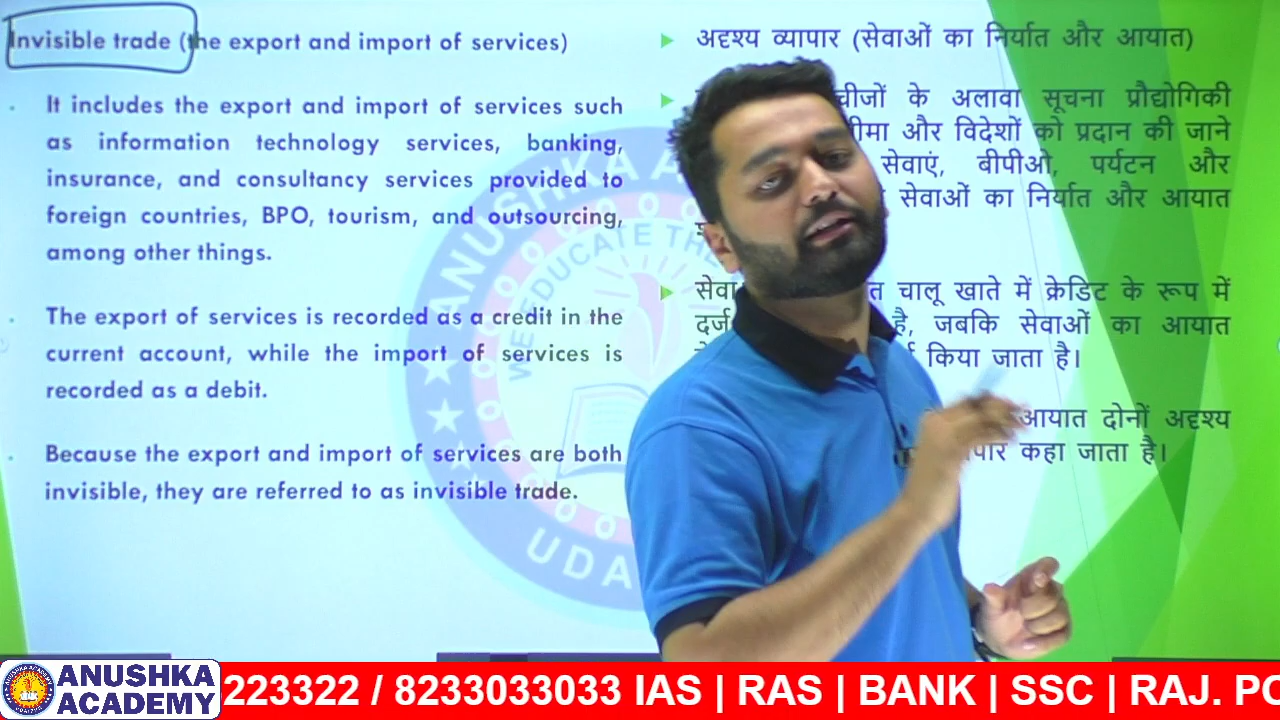 Invisible trade (the export and import of services)
It includes the export and import of services such
as information technology services, banking,
insurance, and consultancy services provided to
foreign countries, BPO, tourism, and outsourcing,
among other things.
The export of services is recorded as a credit in the
current account, while the import of services is
recorded as a debit.
Because the export and import of services are both
invisible, they are referred to as invisible trade.
अदृश्य व्यापार (सेवाओं का निर्यात और आयात)
चीजों के अलावा सूचना प्रौद्योगिकी
और विदेशों को प्रदान की जाने
सेवाएं, बीपीओ, पर्यटन और
सेवाओं का निर्यात और आयात
चालू खाते में क्रेडिट के रूप में
है, जबकि सेवाओं का आयात
किया जाता है।
आयात दोनों अदृश्य
कहा जाता है।
ANUSHKA
WE EDUCATE THE
ANUSHKA
ACADEMY
223322 / 8233033033 IAS | RAS | BANK | SSC | RAJ. PO